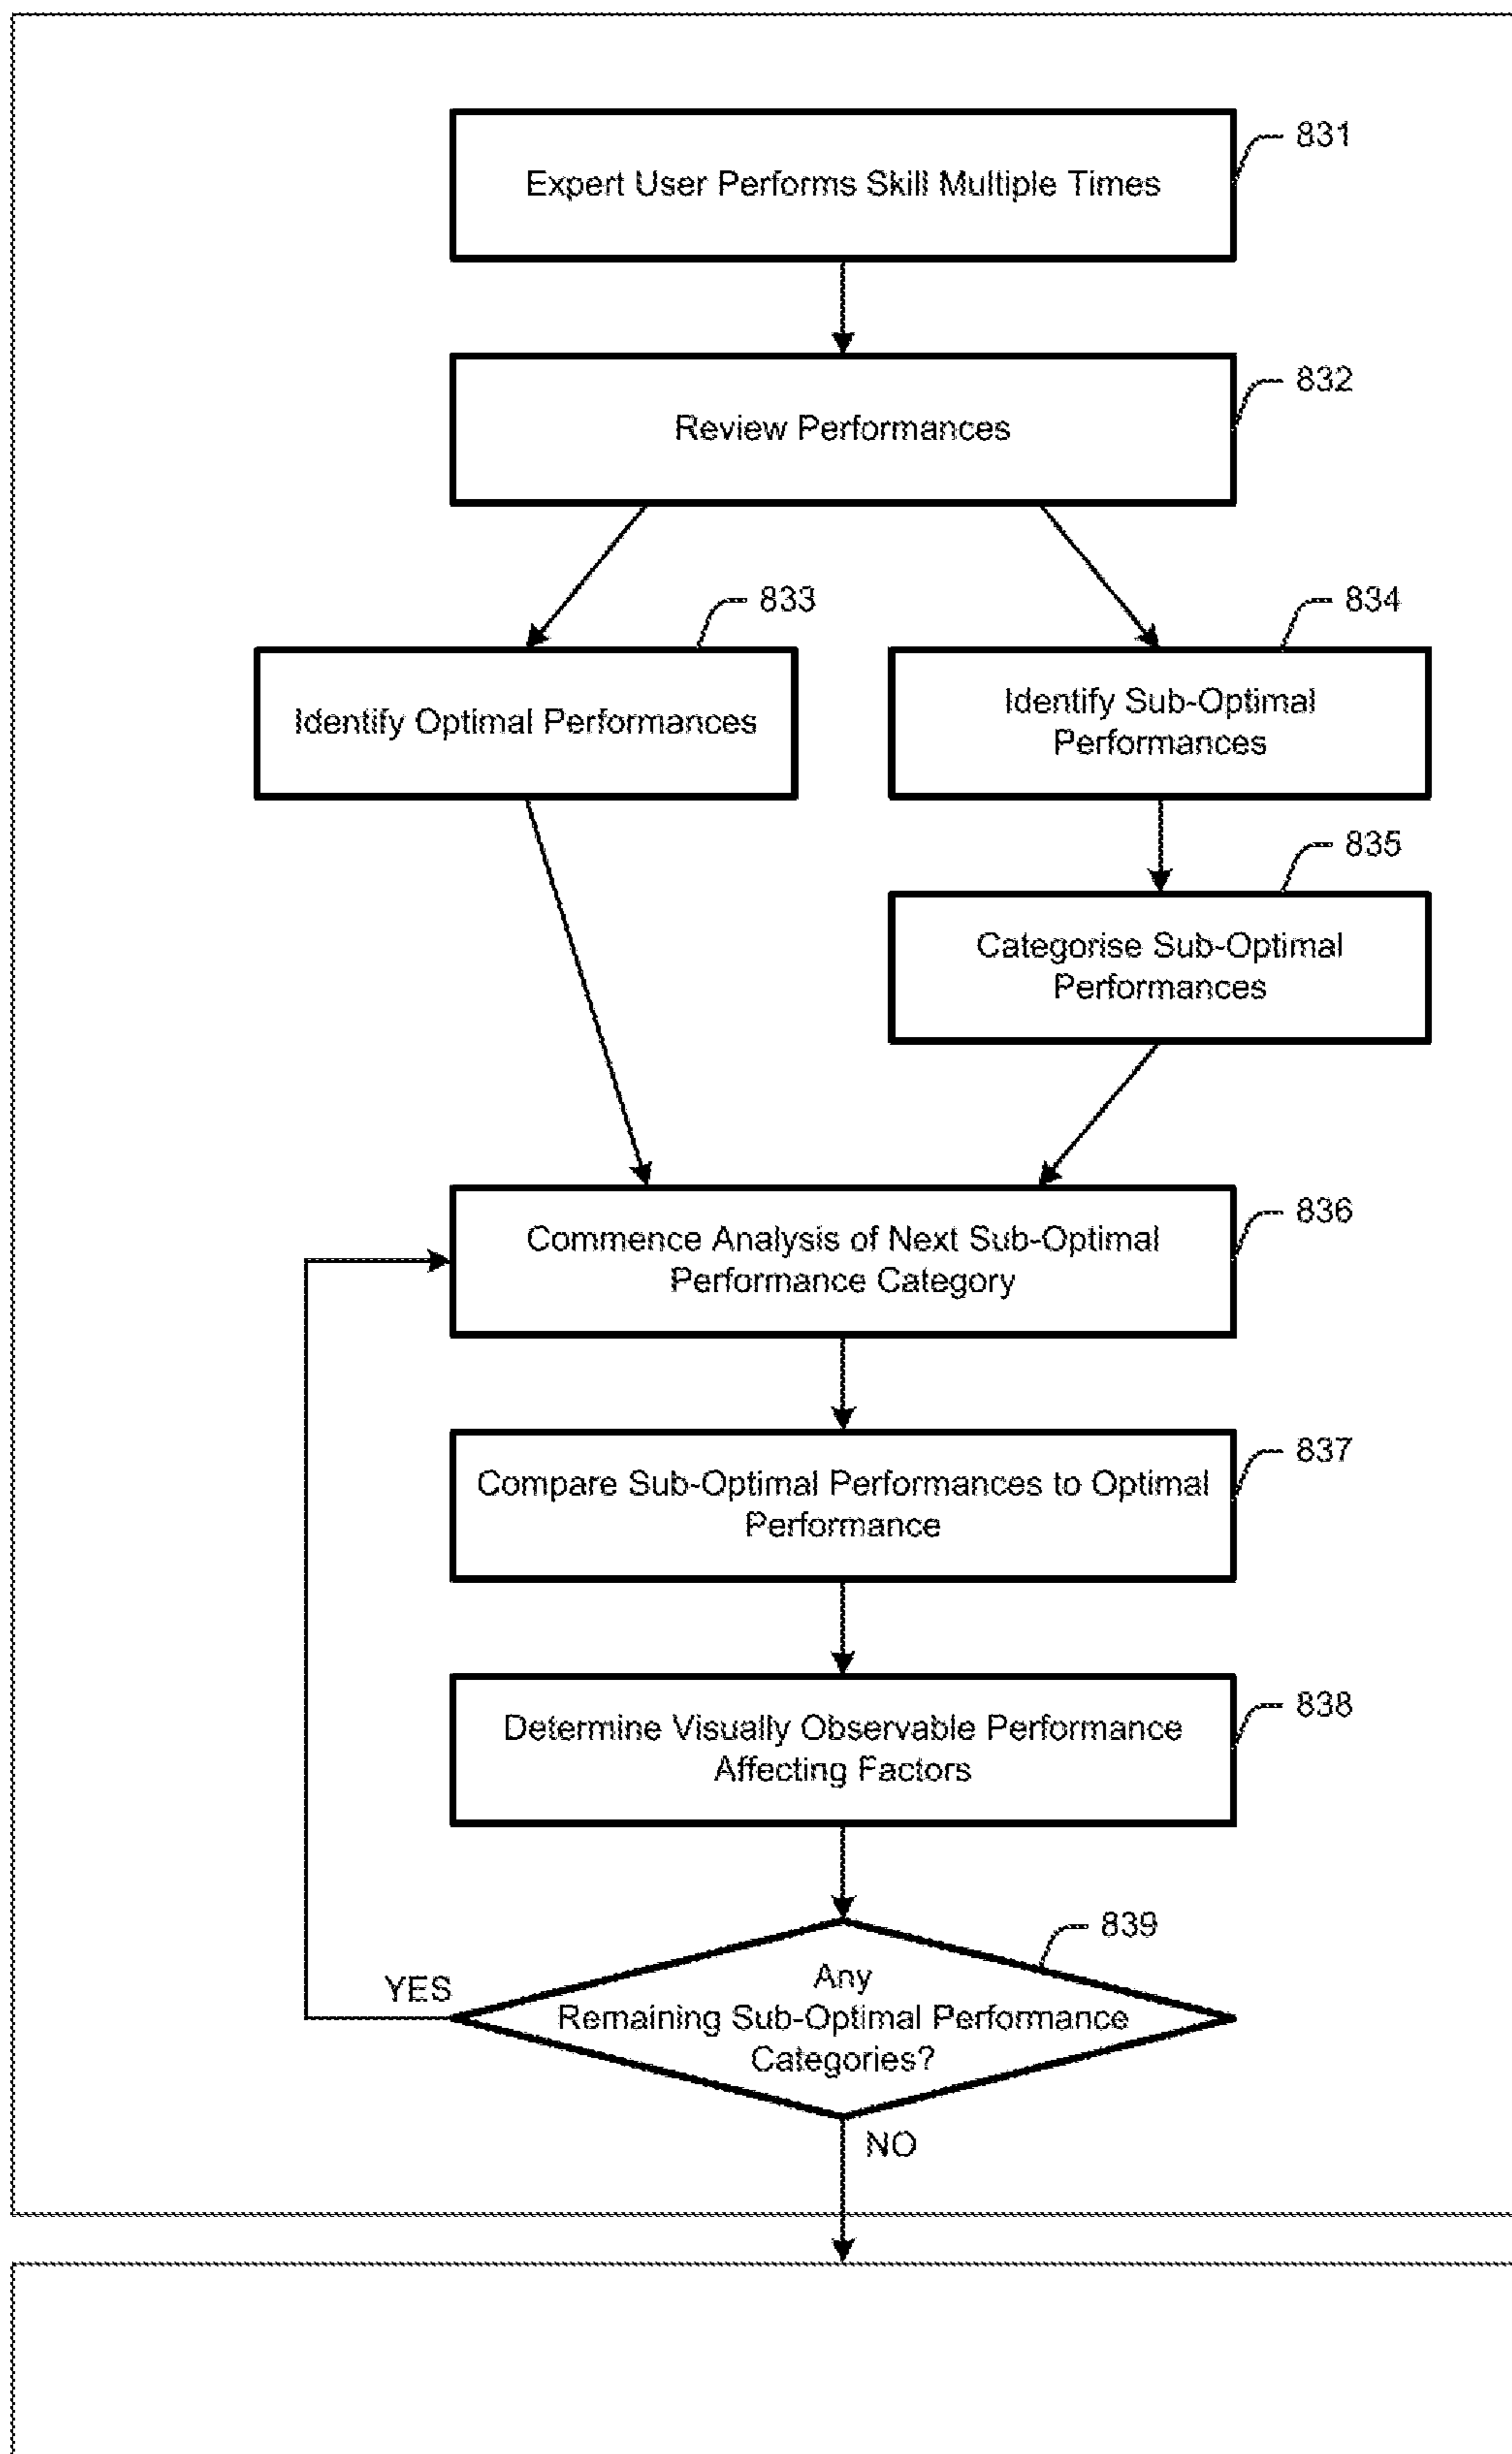 831
Expert User Performs Skill Multiple Times
832
Review Performances
833
834
Identify Optimal Performances
Identify Sub-Optimal
Performances
835
Categorise Sub-Optimal
Performances
836
Commence Analysis of Next Sub-Optimal
Performance Category
837
Compare Sub-Optimal Performances to Optimal
Performance
838
Determine Visually Observable Performance
Affecting Factors
839
Any
Remaining Sub-Optimal Performance
Categories?
YES
NO